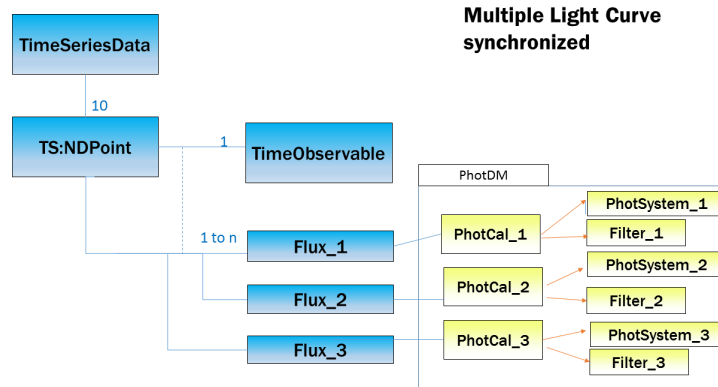 Multiple Light Curve
synchronized
TimeSeriesData
10
TS:NDPoint
1
TimeObservable
PhotDM
PhotSystem_1
1 to n
Flux_1
PhotCal_1
Filter_1
PhotSystem_2
Flux_2
PhotCal_2
Filter_2
PhotSystem_3
Flux_3
PhotCal_3
Filter_3